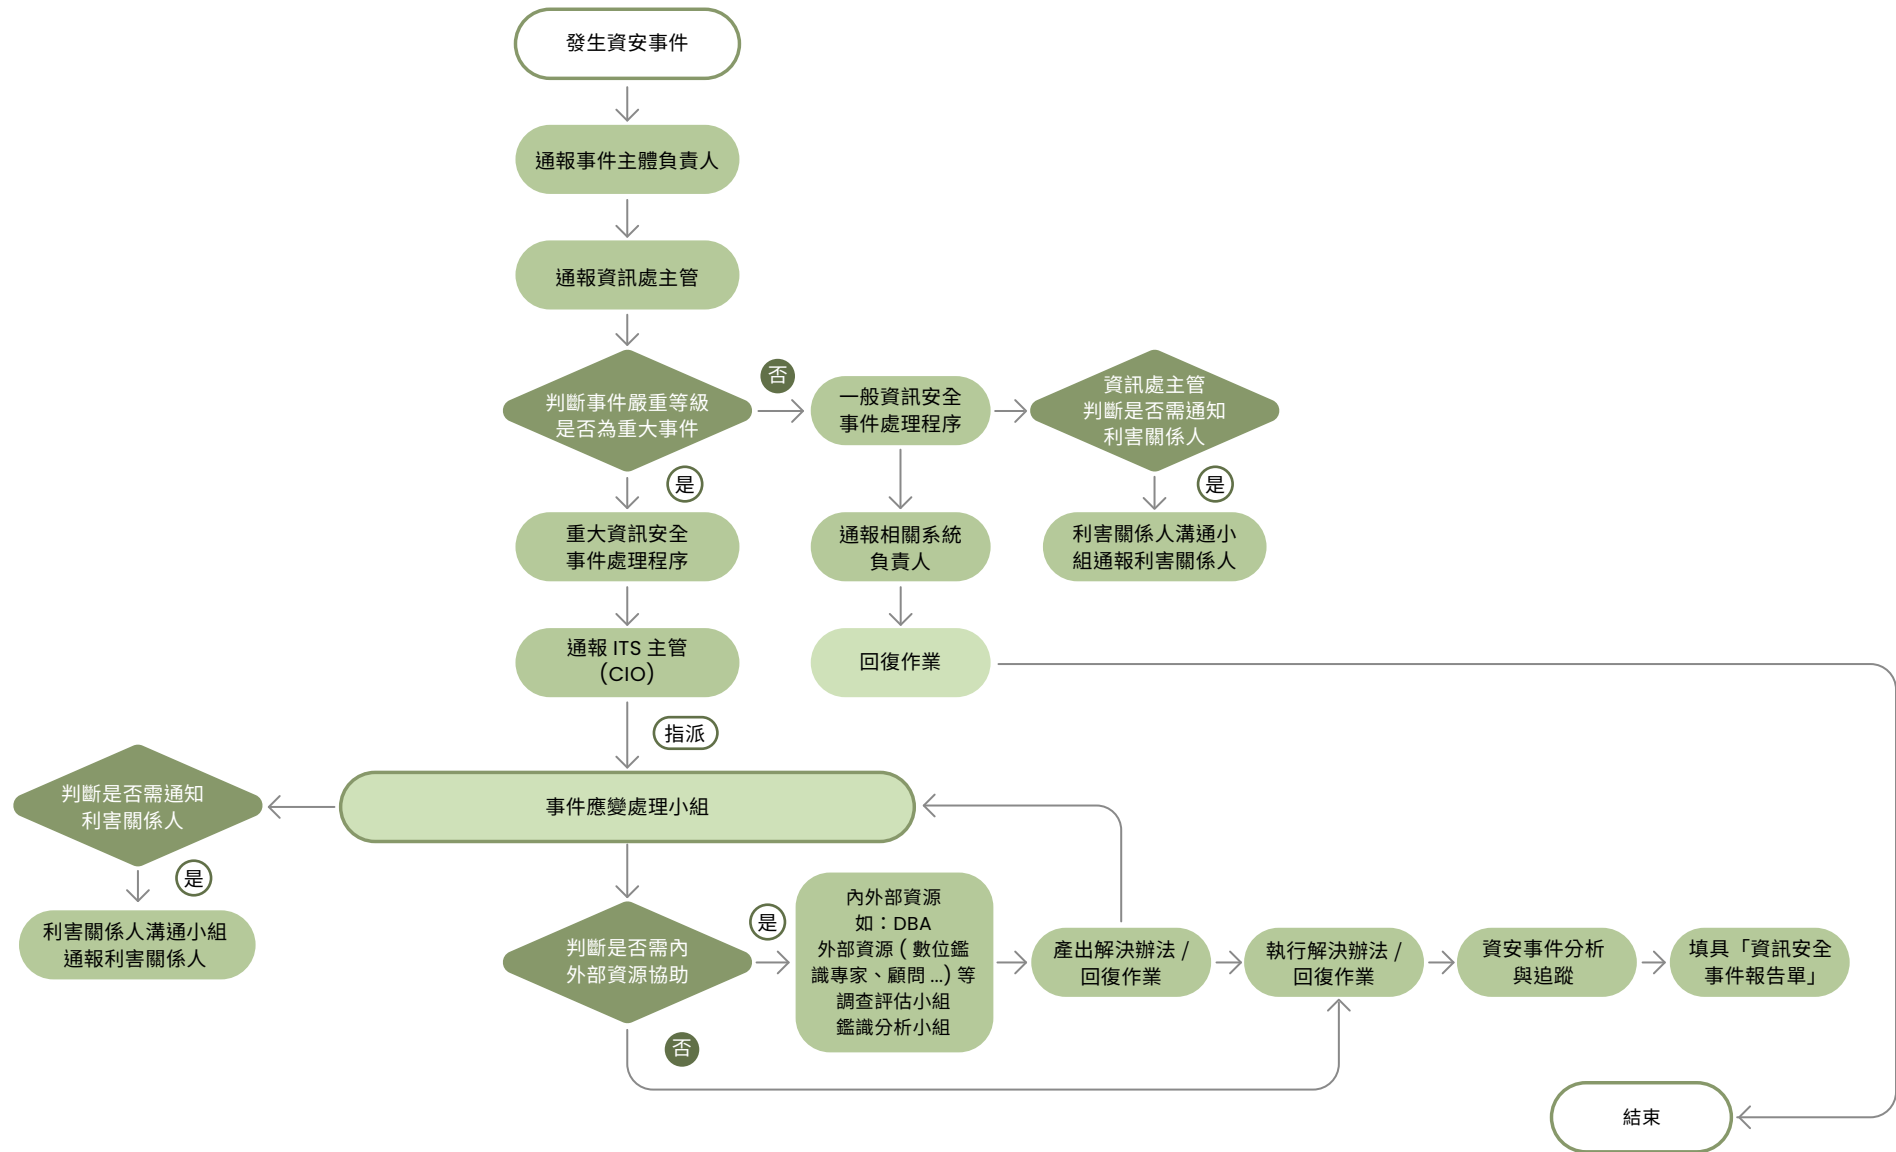 發生資安事件
通報事件主體負責人
通報資訊處主管
判斷事件嚴重等級
是否為重大事件
否
一般資訊安全
事件處理程序
資訊處主管
判斷是否需通知
利害關係人
是
是
重大資訊安全
事件處理程序
通報相關系統
負責人
利害關係人溝通小
組通報利害關係人
通報 ITS 主管
(CIO)
回復作業
指派
判斷是否需通知
利害關係人
事件應變處理小組
是
利害關係人溝通小組
通報利害關係人
判斷是否需內
外部資源協助
是
否
內外部資源
如：DBA
外部資源 ( 數位鑑
識專家、顧問 ...) 等
調查評估小組
鑑識分析小組
產出解決辦法 /
回復作業
執行解決辦法 /
回復作業
資安事件分析
與追蹤
填具「資訊安全
事件報告單」
結束